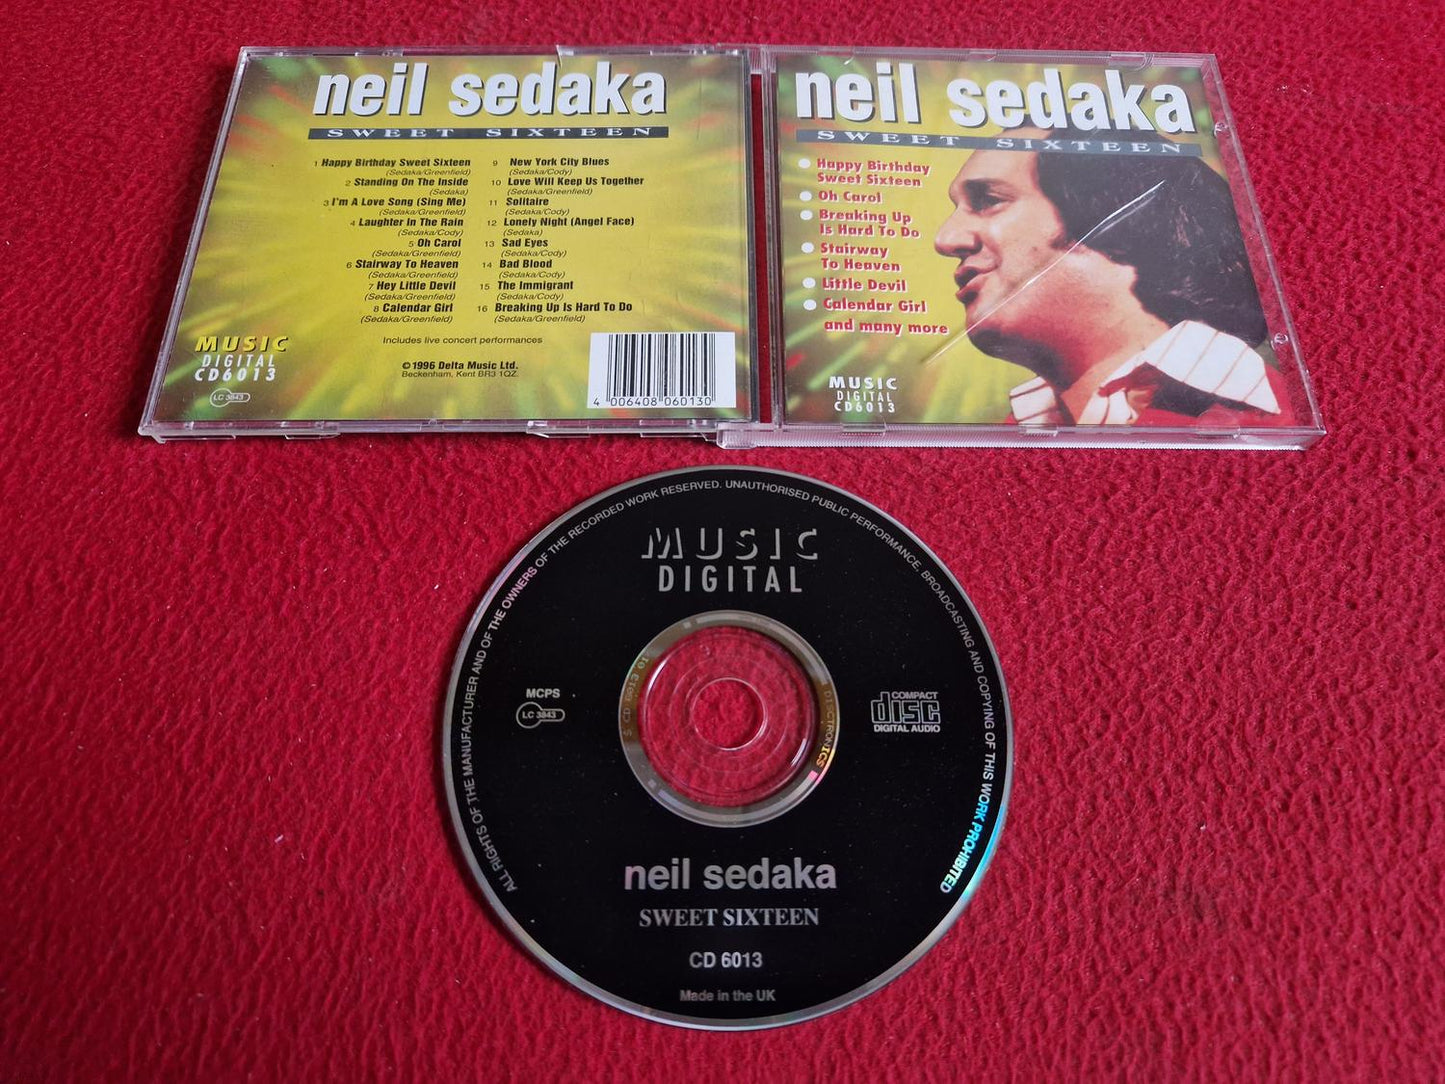 neil sedaka
SWEET SIXTEEN
1 Happy Birthday Sweet Sixteen
(Sedaka/Greenfield)
2 Standing On The Inside
(Sedaka)
3 I'm A Love Song (Sing Me)
(Sedaka/Greenfield)
4 Laughter In The Rain
(Sedaka/Cody)
5 Oh Carol
(Sedaka/Greenfield)
6 Stairway To Heaven
(Sedaka/Greenfield)
7 Hey Little Devil
(Sedaka/Greenfield)
8 Calendar Girl
(Sedaka/Greenfield)
9 New York City Blues
(Sedaka/Cody)
10 Love Will Keep Us Together
(Sedaka/Greenfield)
11 Solitaire
(Sedaka/Cody)
12 Lonely Night (Angel Face)
(Sedaka)
13 Sad Eyes
(Sedaka/Cody)
14 Bad Blood
(Sedaka/Cody)
15 The Immigrant
(Sedaka/Cody)
16 Breaking Up Is Hard To Do
(Sedaka/Greenfield)
Includes live concert performances
©1996 Delta Music Ltd.
Beckenham, Kent BR3 1QZ.
MUSIC
DIGITAL
CD6013
LC 3843
4 006408 060130
neil sedaka
SWEET SIXTEEN
Happy Birthday
Sweet Sixteen
Oh Carol
Breaking Up
Is Hard To Do
Stairway
To Heaven
Little Devil
Calendar Girl
and many more
MUSIC
DIGITAL
CD6013
ALL RIGHTS OF THE MANUFACTURER AND OF THE OWNERS OF THE RECORDED WORK RESERVED. UNAUTHORISED PUBLIC PERFORMANCE, BROADCASTING AND COPYING OF THIS WORK PROHIBITED
MUSIC
DIGITAL
MCPS
LC 3843
COMPACT
disc
DIGITAL AUDIO
CD 6013 01
DISCTRONICS
neil sedaka
SWEET SIXTEEN
CD 6013
Made in the UK